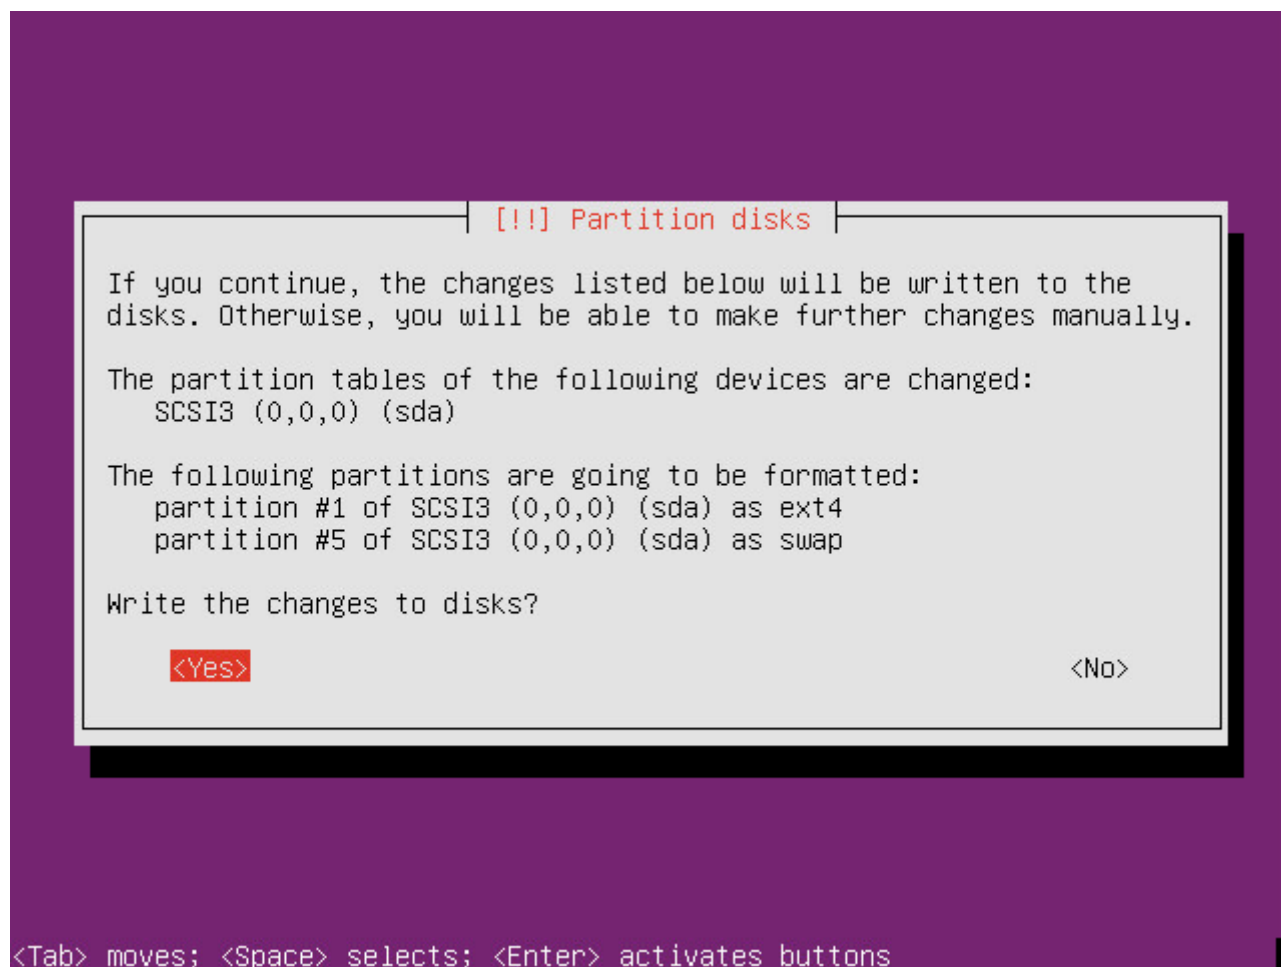 [!!] Partition disks
If you continue, the changes listed below will be written to the
disks. Otherwise, you will be able to make further changes manually.
The partition tables of the following devices are changed:
SCSI3 (0,0,0) (sda)
The following partitions are going to be formatted:
partition #1 of SCSI3 (0,0,0) (sda) as ext4
partition #5 of SCSI3 (0,0,0) (sda) as swap
Write the changes to disks?
<Yes> <No>
<Tab> moves; <Space> selects; <Enter> activates buttons